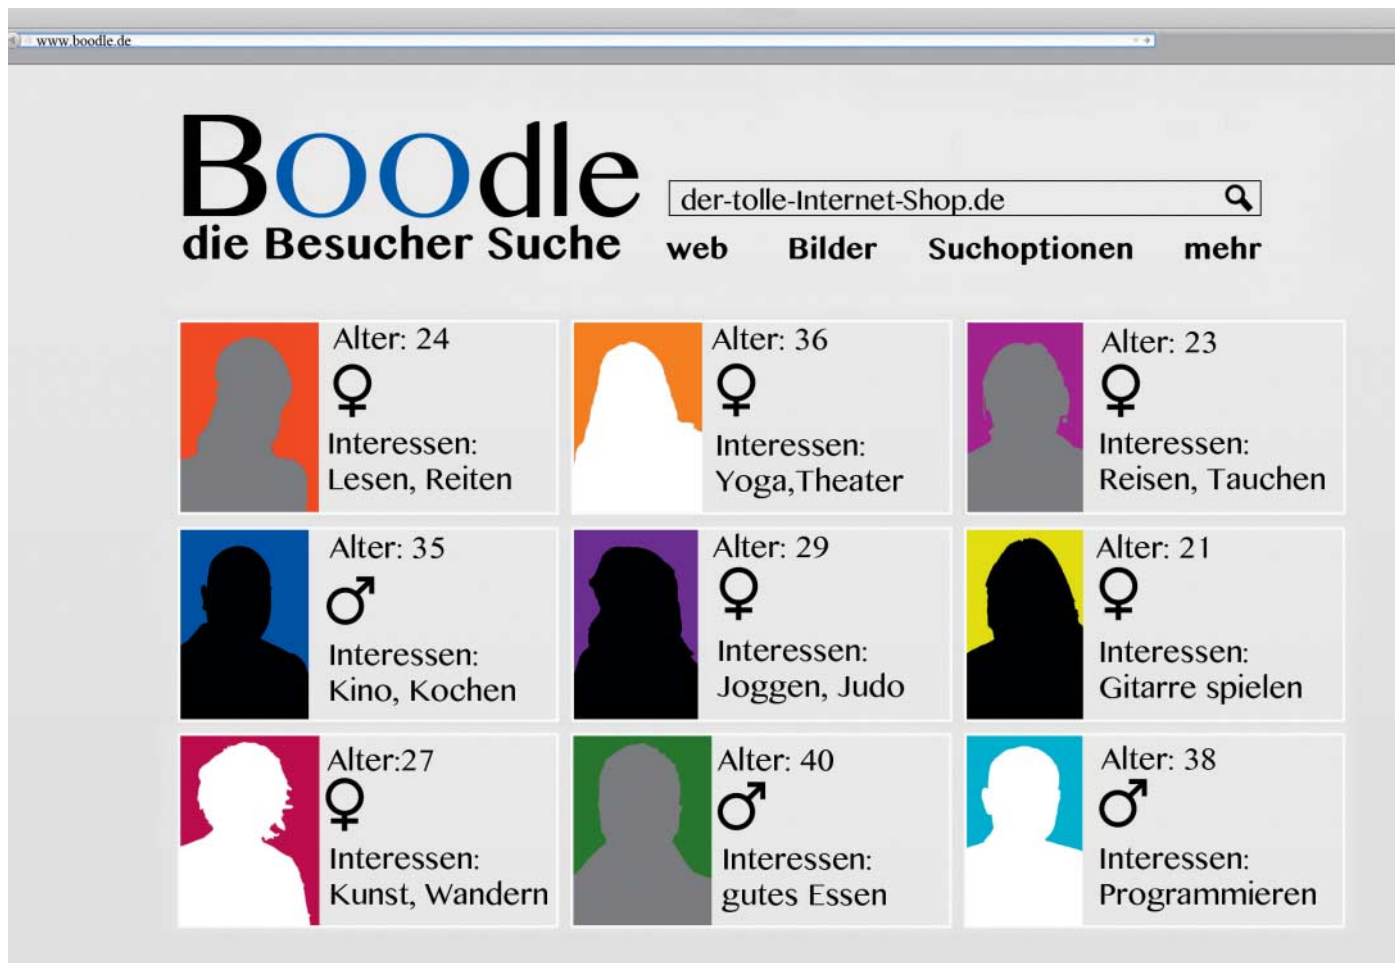 www.boodle.de
Boodle
die Besucher Suche
der-tolle-Internet-Shop.de
web Bilder Suchoptionen mehr
Alter: 24
♀
Interessen:
Lesen, Reiten
Alter: 36
♀
Interessen:
Yoga,Theater
Alter: 23
♀
Interessen:
Reisen, Tauchen
Alter: 35
♂
Interessen:
Kino, Kochen
Alter: 29
♀
Interessen:
Joggen, Judo
Alter: 21
♀
Interessen:
Gitarre spielen
Alter:27
♀
Interessen:
Kunst, Wandern
Alter: 40
♂
Interessen:
gutes Essen
Alter: 38
♂
Interessen:
Programmieren